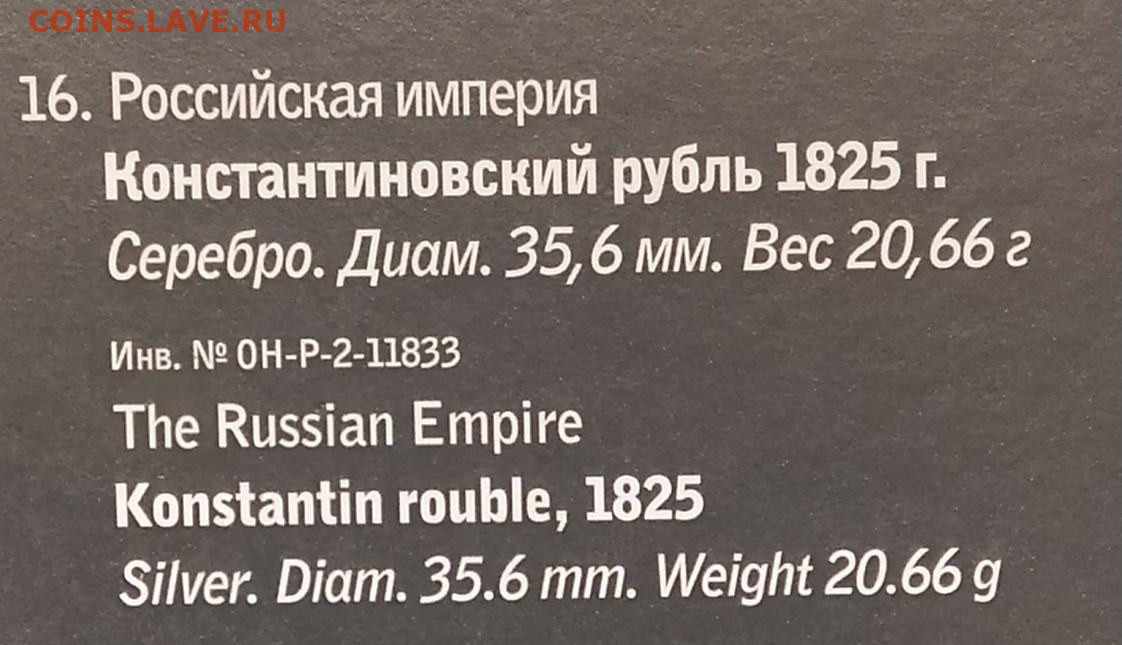 COINS.LAVE.RU
16. Российская империя
Константиновский рубль 1825 г.
Серебро. Диам. 35,6 мм. Вес 20,66 г
Инв. № ОН-Р-2-11833
The Russian Empire
Konstantin rouble, 1825
Silver. Diam. 35.6 mm. Weight 20.66 g